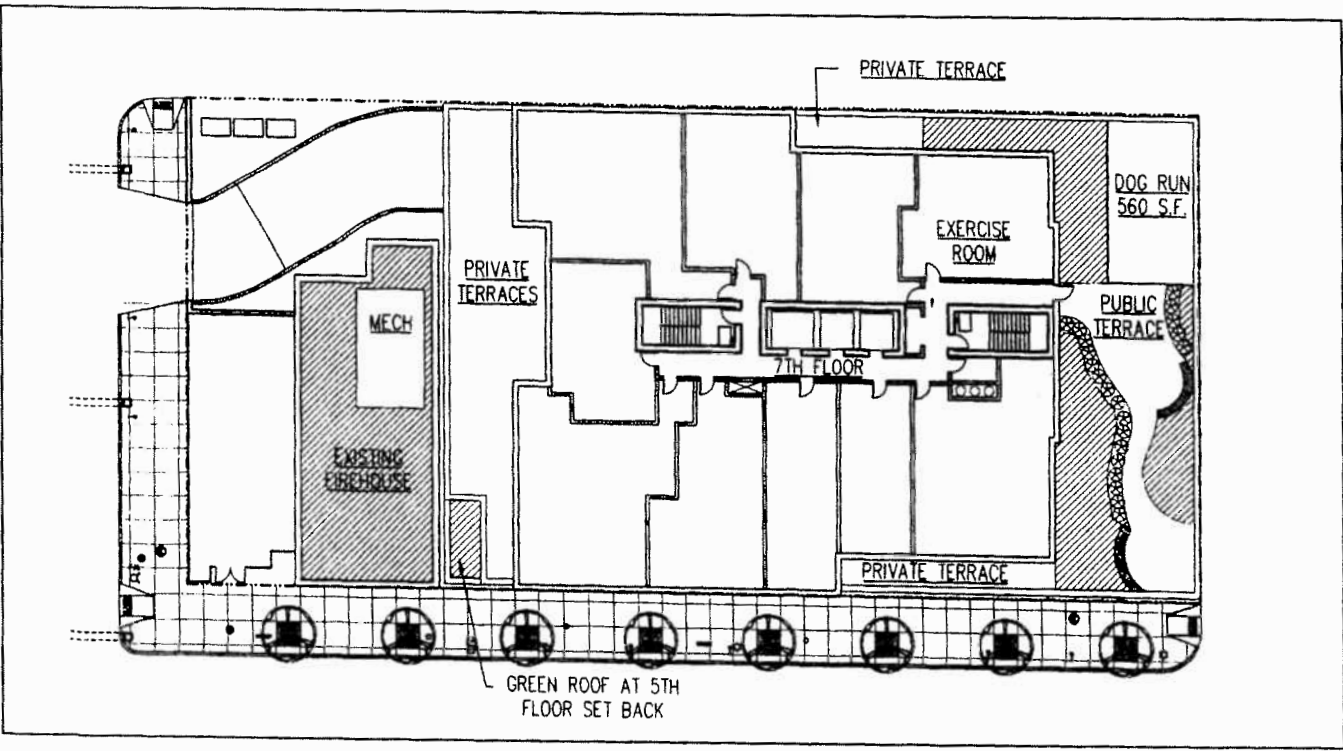 PRIVATE TERRACE
DOG RUN
560 S.F.
EXERCISE
ROOM
PRIVATE
TERRACES
PUBLIC
TERRACE
MECH
7TH FLOOR
EXISTING
FIREHOUSE
PRIVATE TERRACE
GREEN ROOF AT 5TH
FLOOR SET BACK